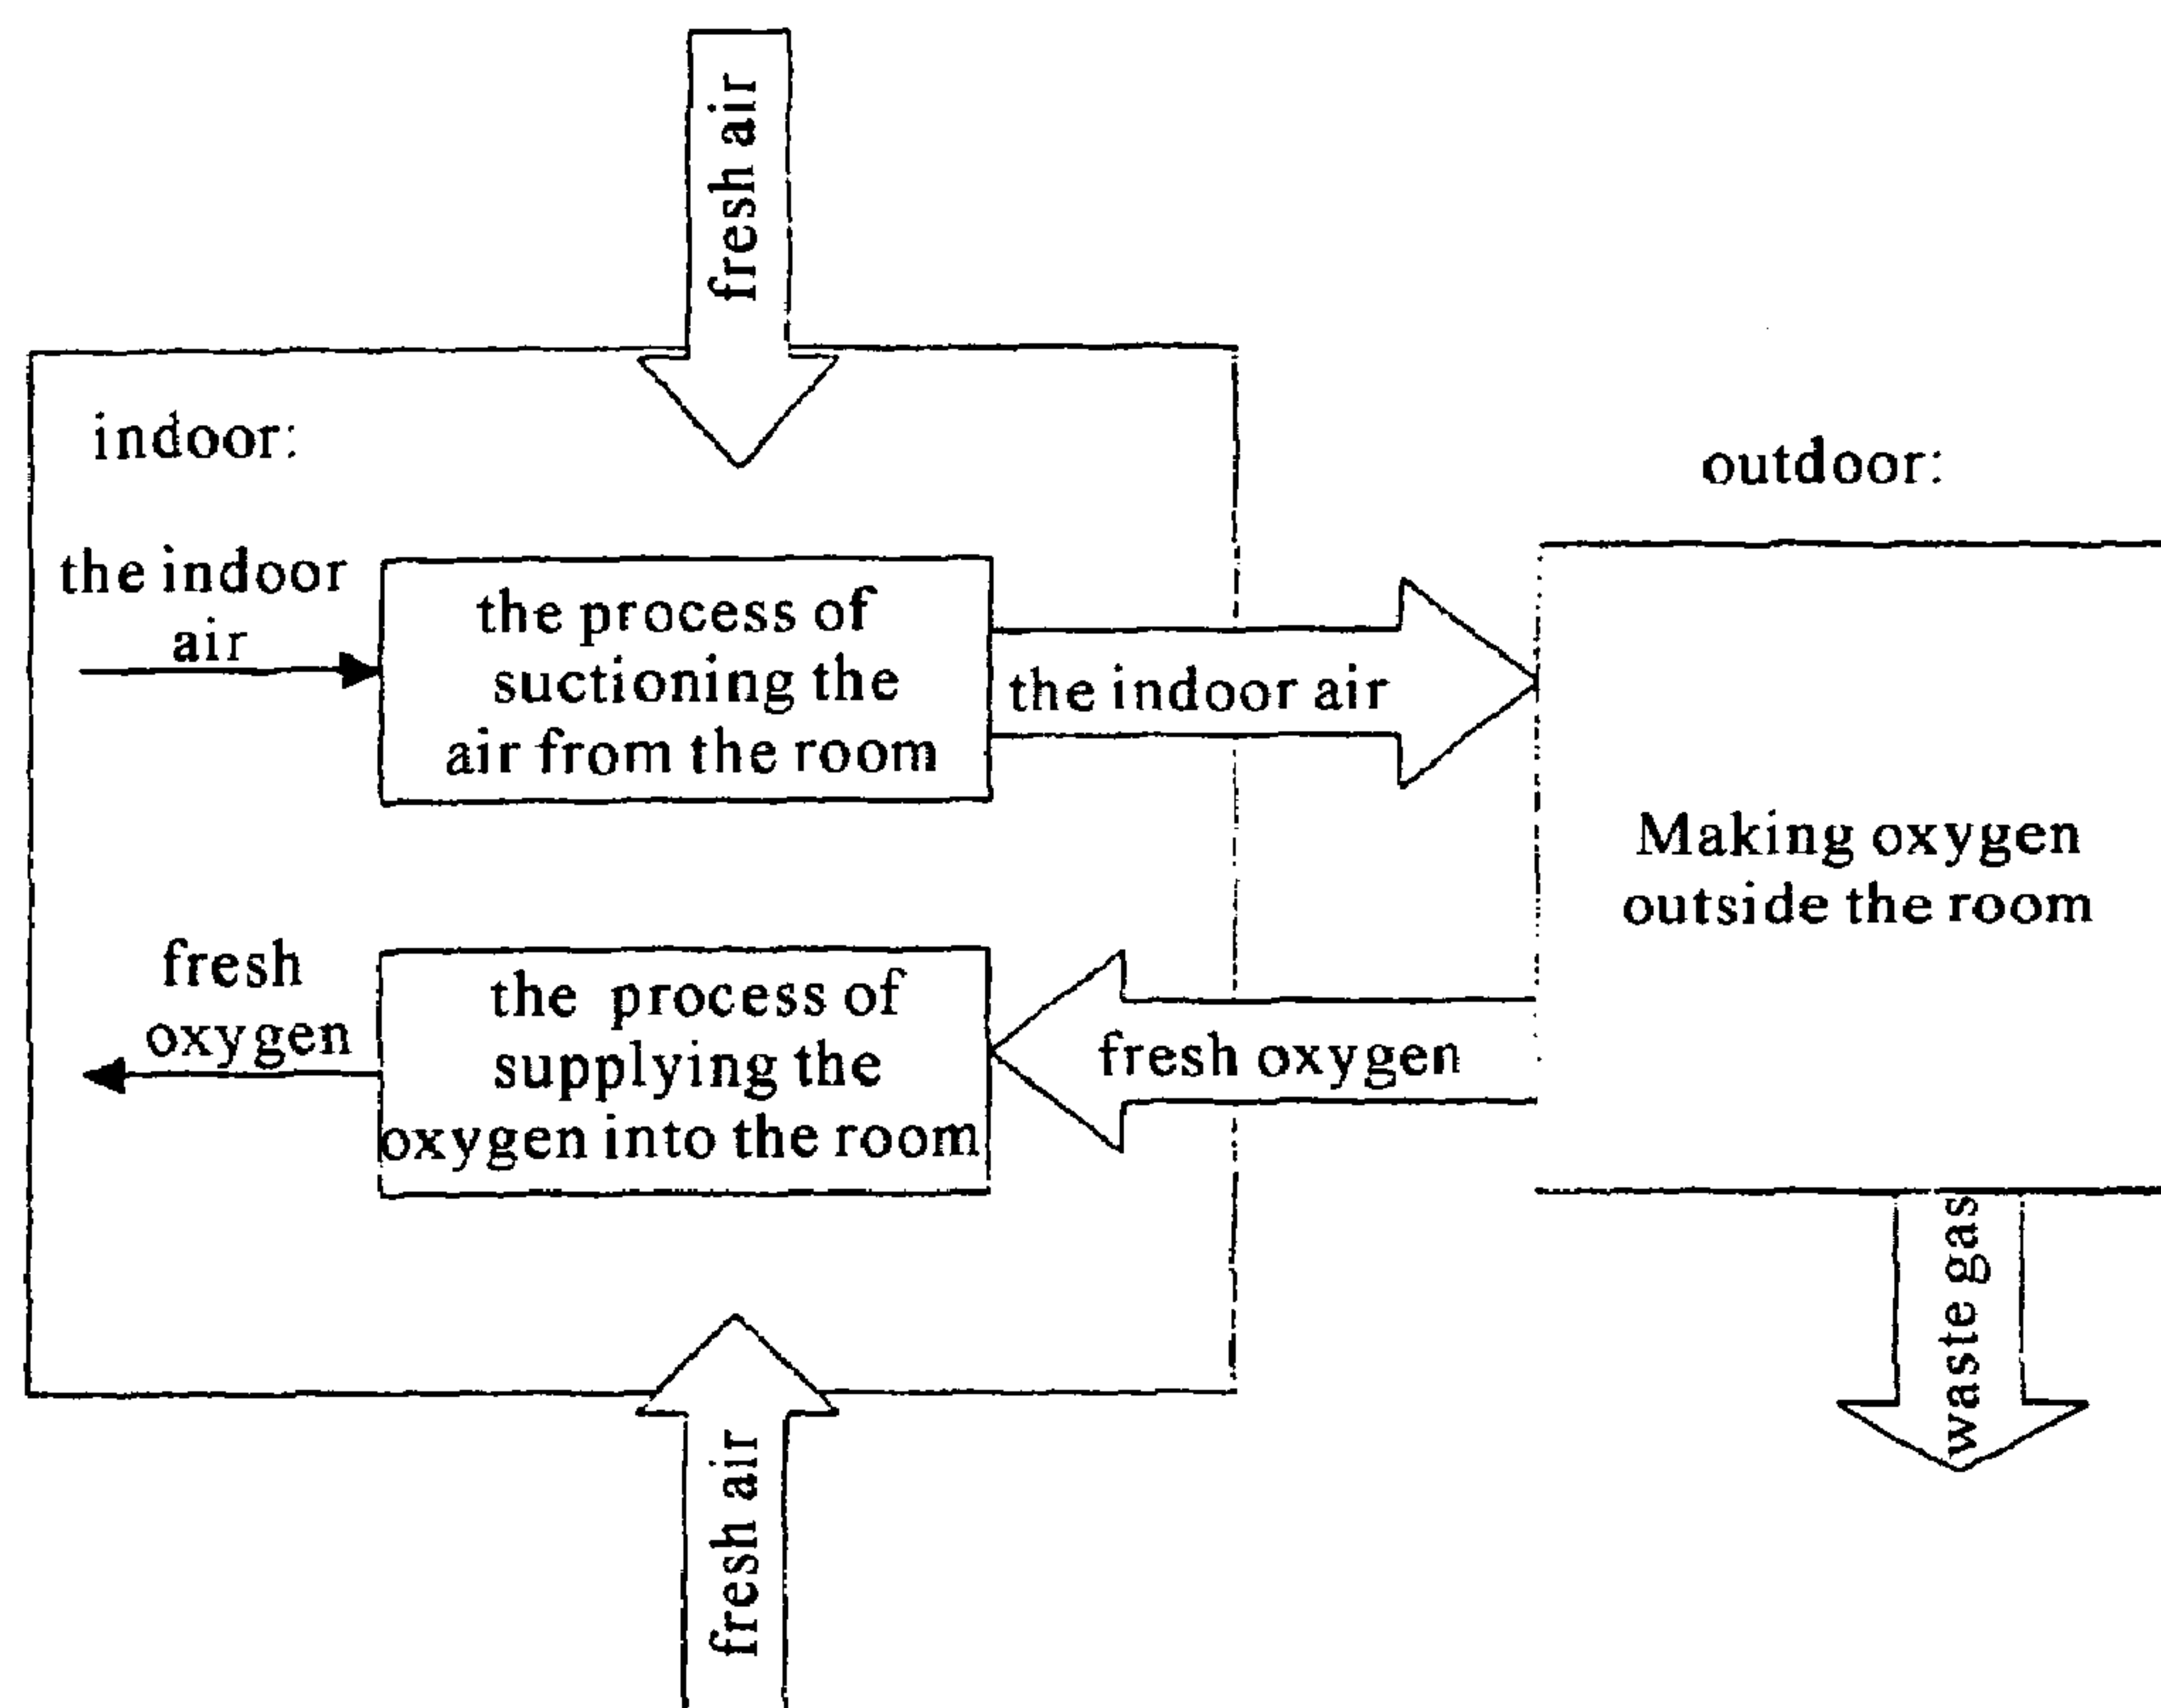 fresh air
indoor:
outdoor:
the indoor
air
the process of
suctioning the
air from the room
the indoor air
Making oxygen
outside the room
fresh
oxygen
the process of
supplying the
oxygen into the room
fresh oxygen
waste gas
fresh air